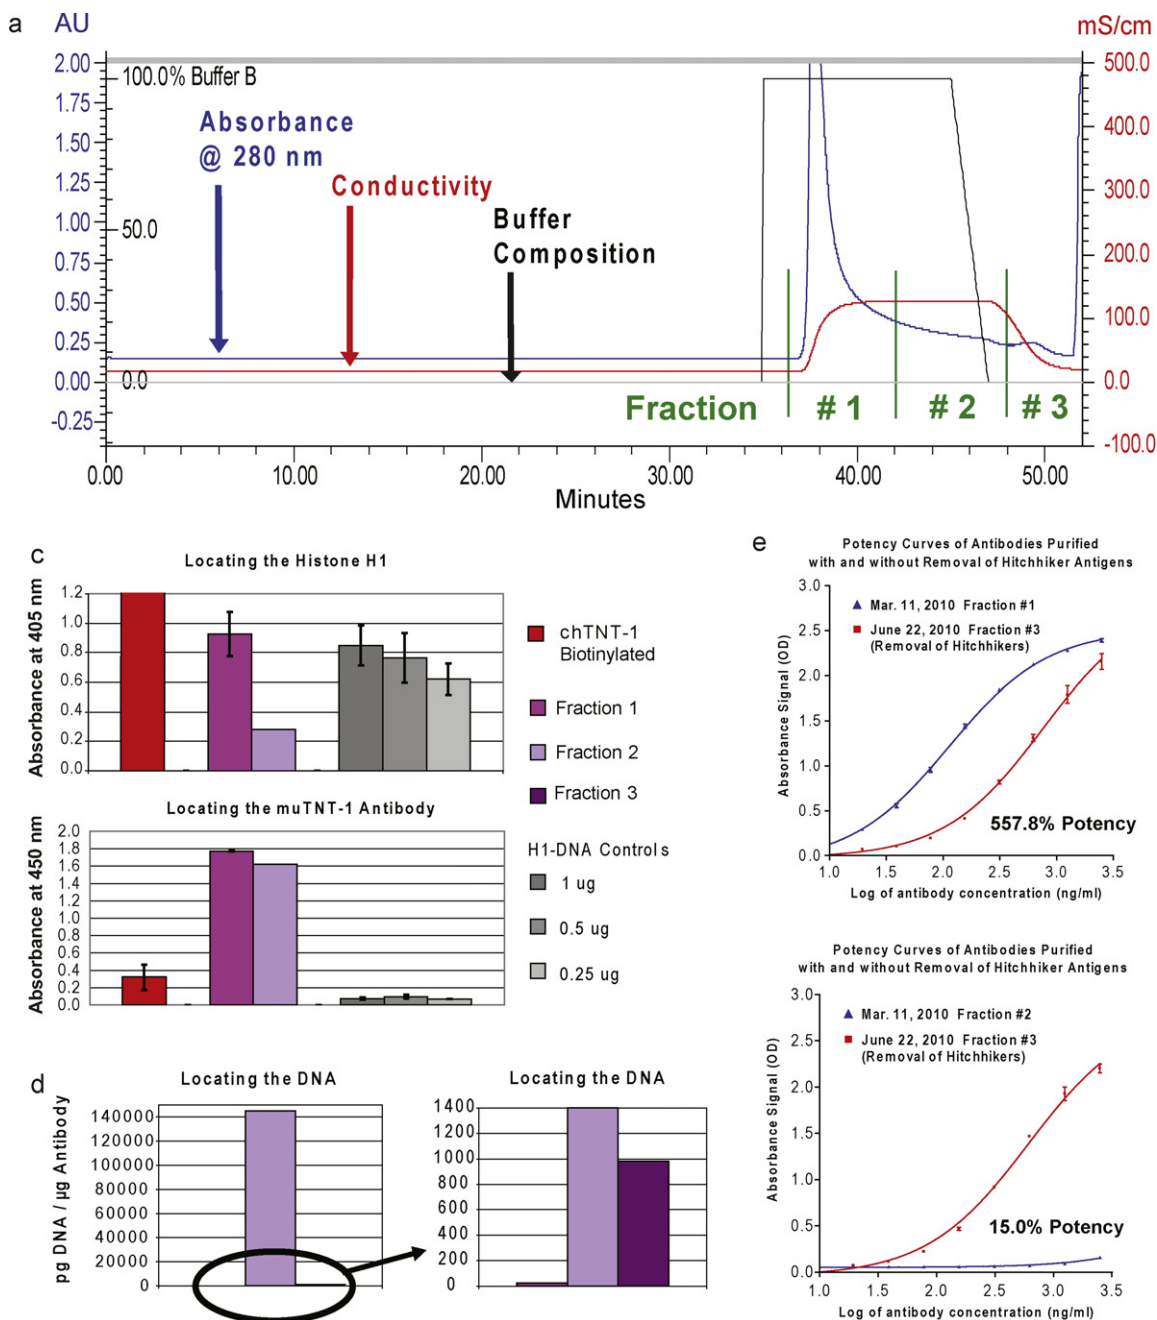 a
AU
mS/cm
2.00
1.75
1.50
1.25
1.00
0.75
0.50
0.25
0.00
-0.25
100.0% Buffer B
50.0
0.0
Absorbance
@ 280 nm
Conductivity
Buffer
Composition
500.0
400.0
300.0
200.0
100.0
0.0
-100.0
Fraction
# 1
# 2
# 3
0.00
10.00
20.00
30.00
40.00
50.00
Minutes
c
Locating the Histone H1
Absorbance at 405 nm
1.2
1.0
0.8
0.6
0.4
0.2
0.0
Locating the muTNT-1 Antibody
Absorbance at 450 nm
2.0
1.8
1.6
1.4
1.2
1.0
0.8
0.6
0.4
0.2
0.0
chTNT-1
Biotinylated
Fraction 1
Fraction 2
Fraction 3
H1-DNA Controls
1 ug
0.5 ug
0.25 ug
d
Locating the DNA
pg DNA / µg Antibody
140000
120000
100000
80000
60000
40000
20000
0
Locating the DNA
1400
1200
1000
800
600
400
200
0
e
Potency Curves of Antibodies Purified
with and without Removal of Hitchhiker Antigens
Absorbance Signal (OD)
3.0
2.5
2.0
1.5
1.0
0.5
0.0
Mar. 11, 2010 Fraction #1
June 22, 2010 Fraction #3
(Removal of Hitchhikers)
557.8% Potency
1.0
1.5
2.0
2.5
3.0
3.5
Log of antibody concentration (ng/ml)
Potency Curves of Antibodies Purified
with and without Removal of Hitchhiker Antigens
Absorbance Signal (OD)
3.0
2.5
2.0
1.5
1.0
0.5
0.0
Mar. 11, 2010 Fraction #2
June 22, 2010 Fraction #3
(Removal of Hitchhikers)
15.0% Potency
1.0
1.5
2.0
2.5
3.0
3.5
Log of antibody concentration (ng/ml)